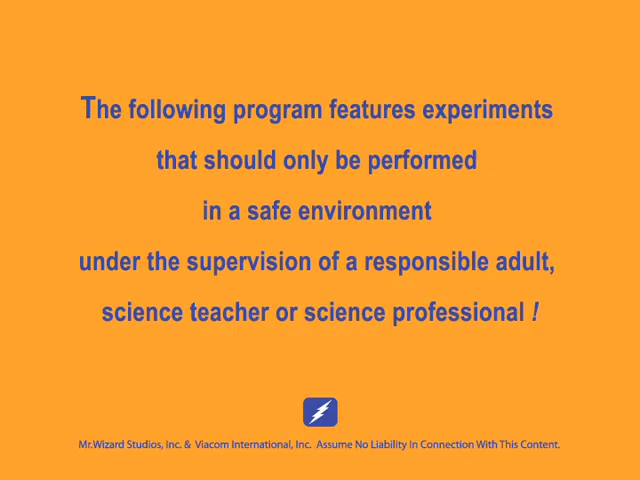 The following program features experiments
that should only be performed
in a safe environment
under the supervision of a responsible adult,
science teacher or science professional !
Mr.Wizard Studios, Inc. & Viacom International, Inc. Assume No Liability In Connection With This Content.